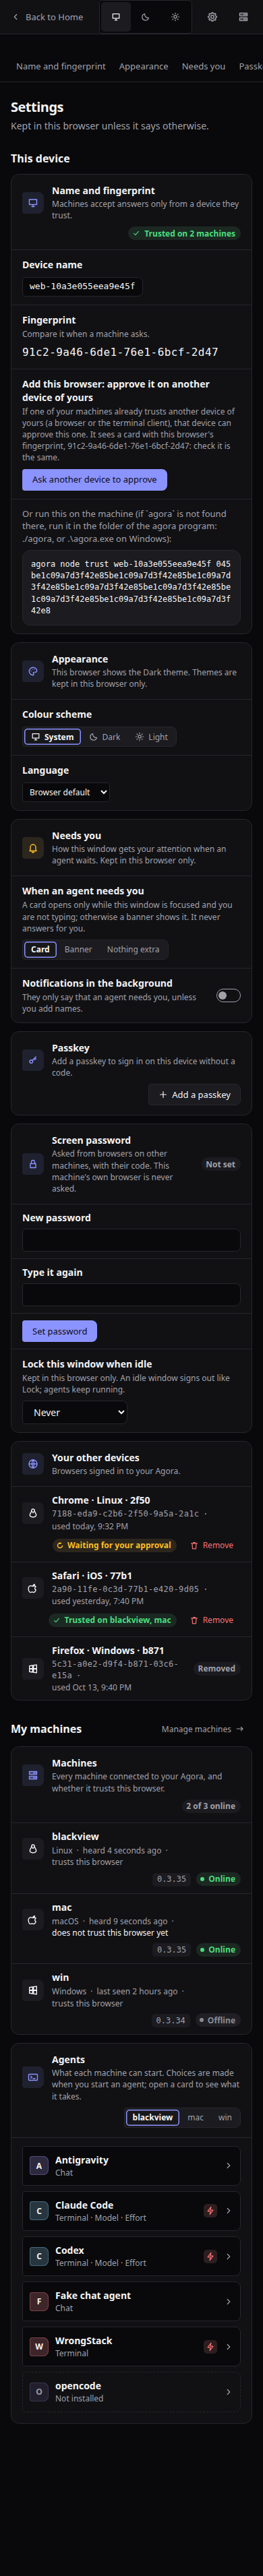 Back to Home
Name and fingerprint Appearance Needs you Passk
Settings
Kept in this browser unless it says otherwise.
This device
Name and fingerprint
Machines accept answers only from a device they
trust.
Trusted on 2 machines
Device name
web-10a3e055eea9e45f
Fingerprint
Compare it when a machine asks.
91c2-9a46-6de1-76e1-6bcf-2d47
Add this browser: approve it on another
device of yours
If one of your machines already trusts another device of
yours (a browser or the terminal client), that device can
approve this one. It sees a card with this browser's
fingerprint, 91c2-9a46-6de1-76e1-6bcf-2d47: check it is
the same.
Ask another device to approve
Or run this on the machine (if `agora` is not found
there, run it in the folder of the agora program:
./agora, or .\agora.exe on Windows):
agora node trust web-10a3e055eea9e45f 045
be1c09a7d3f42e85be1c09a7d3f42e85be1c09a7d
3f42e85be1c09a7d3f42e85be1c09a7d3f42e85be
1c09a7d3f42e85be1c09a7d3f42e85be1c09a7d3f
42e8
Appearance
This browser shows the Dark theme. Themes are
kept in this browser only.
Colour scheme
System Dark Light
Language
Browser default
Needs you
How this window gets your attention when an
agent waits. Kept in this browser only.
When an agent needs you
A card opens only while this window is focused and you
are not typing; otherwise a banner shows it. It never
answers for you.
Card Banner Nothing extra
Notifications in the background
They only say that an agent needs you, unless
you add names.
Passkey
Add a passkey to sign in on this device without a
code.
Add a passkey
Screen password
Asked from browsers on other
machines, with their code. This
machine's own browser is never
asked.
Not set
New password
Type it again
Set password
Lock this window when idle
Kept in this browser only. An idle window signs out like
Lock; agents keep running.
Never
Your other devices
Browsers signed in to your Agora.
Chrome · Linux · 2f50
7188-eda9-c2b6-2f50-9a5a-2a1c ·
used today, 9:32 PM
Waiting for your approval Remove
Safari · iOS · 77b1
2a90-11fe-0c3d-77b1-e420-9d05 ·
used yesterday, 7:40 PM
Trusted on blackview, mac Remove
Firefox · Windows · b871
5c31-a0e2-d9f4-b871-03c6-
e15a ·
used Oct 13, 9:40 PM
Removed
My machines
Manage machines
Machines
Every machine connected to your Agora, and
whether it trusts this browser.
2 of 3 online
blackview
Linux · heard 4 seconds ago ·
trusts this browser
0.3.35 Online
mac
macOS · heard 9 seconds ago ·
does not trust this browser yet
0.3.35 Online
win
Windows · last seen 2 hours ago ·
trusts this browser
0.3.34 Offline
Agents
What each machine can start. Choices are made
when you start an agent; open a card to see what
it takes.
blackview mac win
A Antigravity
Chat
C Claude Code
Terminal · Model · Effort
C Codex
Terminal · Model · Effort
F Fake chat agent
Chat
W WrongStack
Terminal
O opencode
Not installed